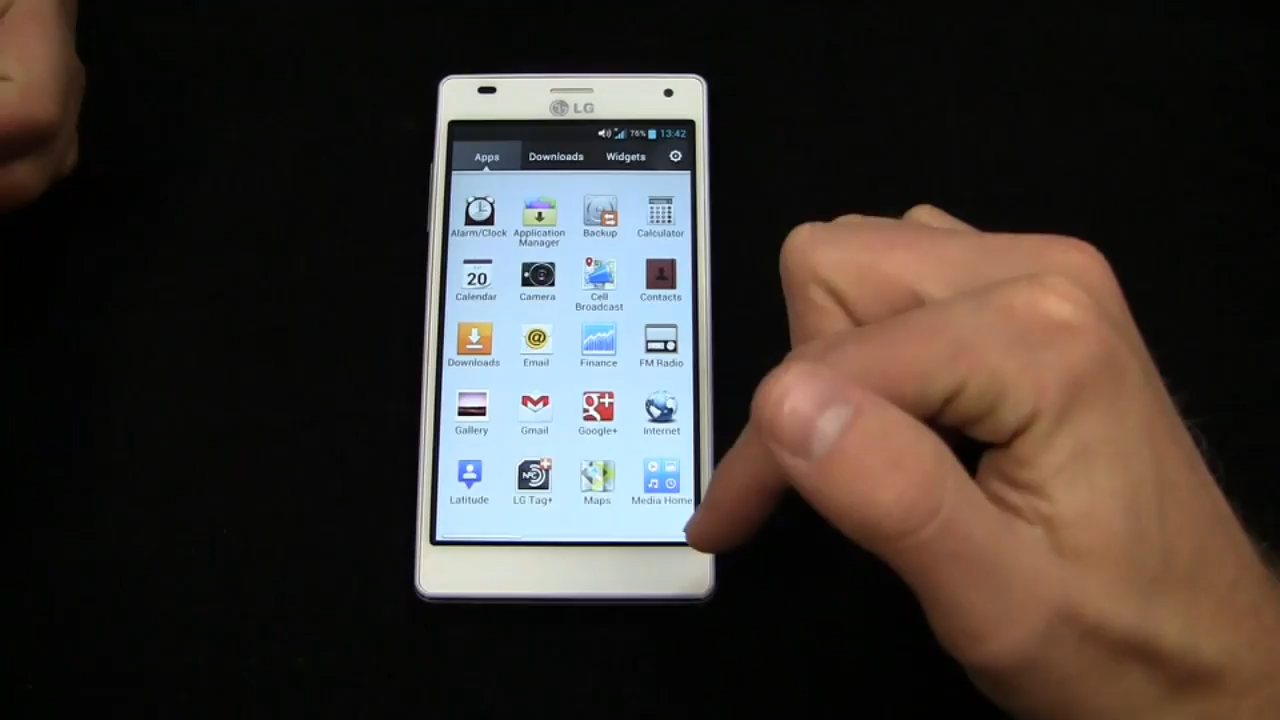 LG
76% 13:42
Apps Downloads Widgets
Alarm/Clock Application Manager Backup Calculator
20
Calendar Camera Cell Broadcast Contacts
@
Downloads Email Finance FM Radio
g+
Gallery Gmail Google+ Internet
Latitude LG Tag+ Maps Media Home